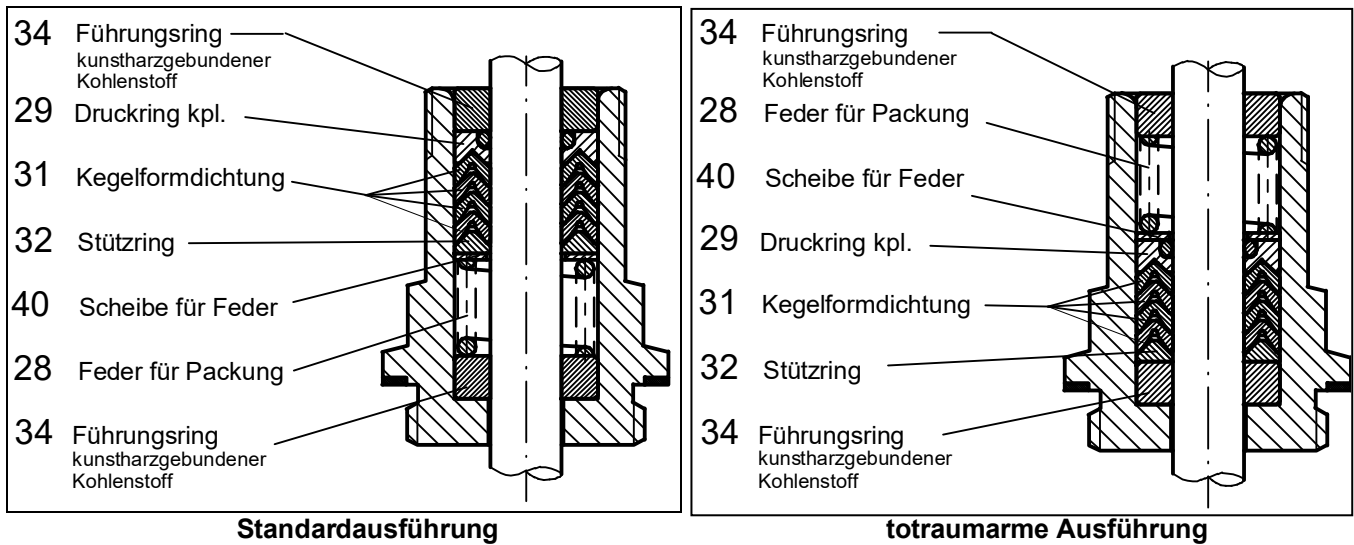 34 Führungsring
kunstharzgebundener
Kohlenstoff
29 Druckring kpl.
31 Kegelformdichtung
32 Stützring
40 Scheibe für Feder
28 Feder für Packung
34 Führungsring
kunstharzgebundener
Kohlenstoff
Standardausführung
34 Führungsring
kunstharzgebundener
Kohlenstoff
28 Feder für Packung
40 Scheibe für Feder
29 Druckring kpl.
31 Kegelformdichtung
32 Stützring
34 Führungsring
kunstharzgebundener
Kohlenstoff
totraumarme Ausführung